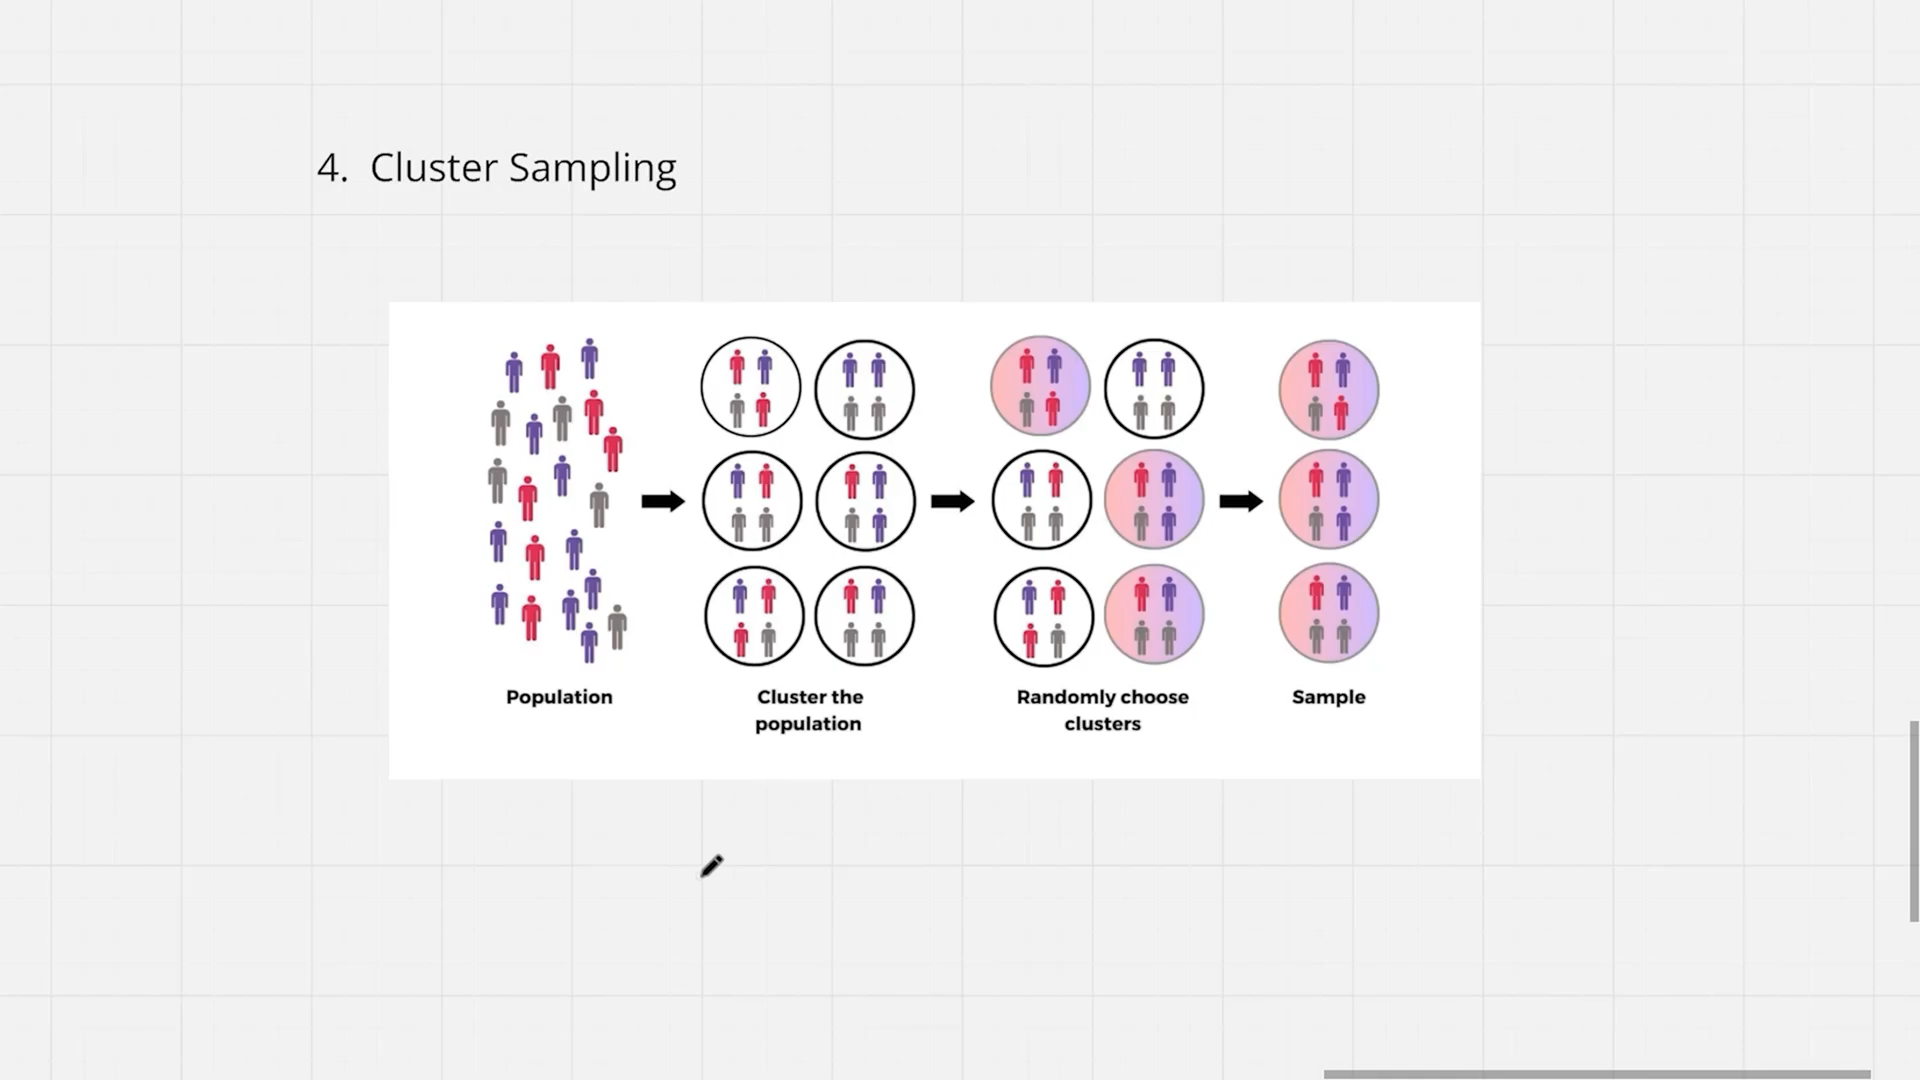 4. Cluster Sampling
Population
Cluster the
population
Randomly choose
clusters
Sample